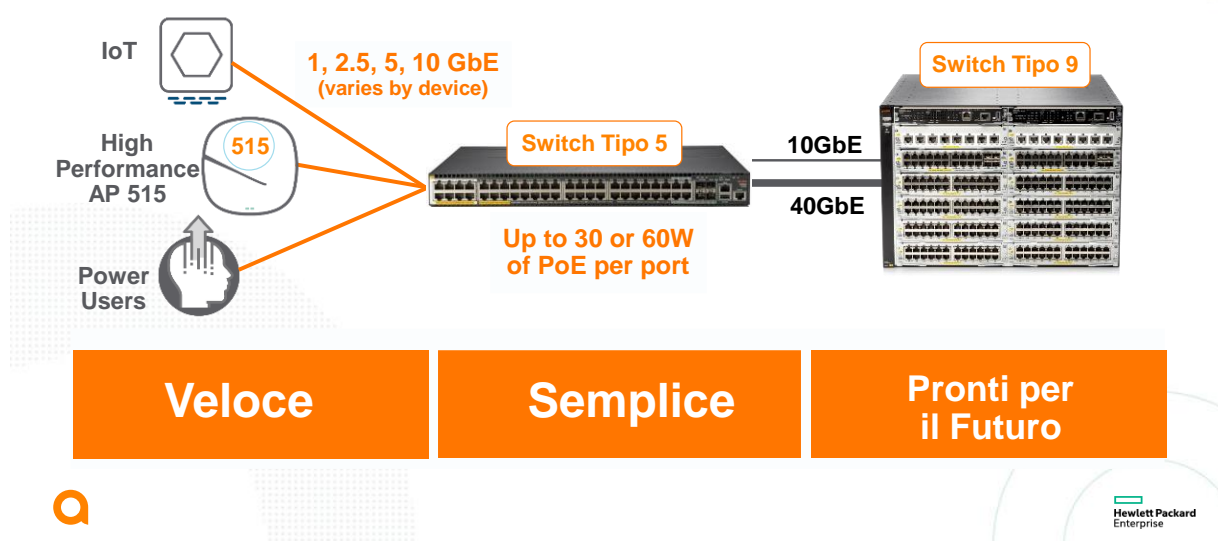 IoT
1, 2.5, 5, 10 GbE
(varies by device)
High
Performance
AP 515
515
Power
Users
Switch Tipo 5
Up to 30 or 60W
of PoE per port
10GbE
40GbE
Switch Tipo 9
Veloce
Semplice
Pronti per
il Futuro
Hewlett Packard
Enterprise